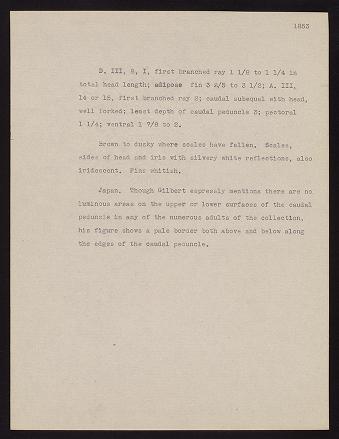 1853
D. III, 8, I, first branched ray 1 1/8 to 1 1/4 in
total head length; adipose fin 3 2/5 to 3 1/2; A. III,
14 or 15, first branched ray 2; caudal subequal with head,
well forked; least depth of caudal peduncle 3; pectoral
1 1/4; ventral 1 7/8 to 2.
Brown to dusky where scales have fallen. Scales,
sides of head and iris with silvery white reflections, also
iridescent. Fins whitish.
Japan. Though Gilbert expressly mentions there are no
luminous areas on the upper or lower surfaces of the caudal
peduncle in any of the numerous adults of the collection,
his figure shows a pale border both above and below along
the edges of the caudal peduncle.